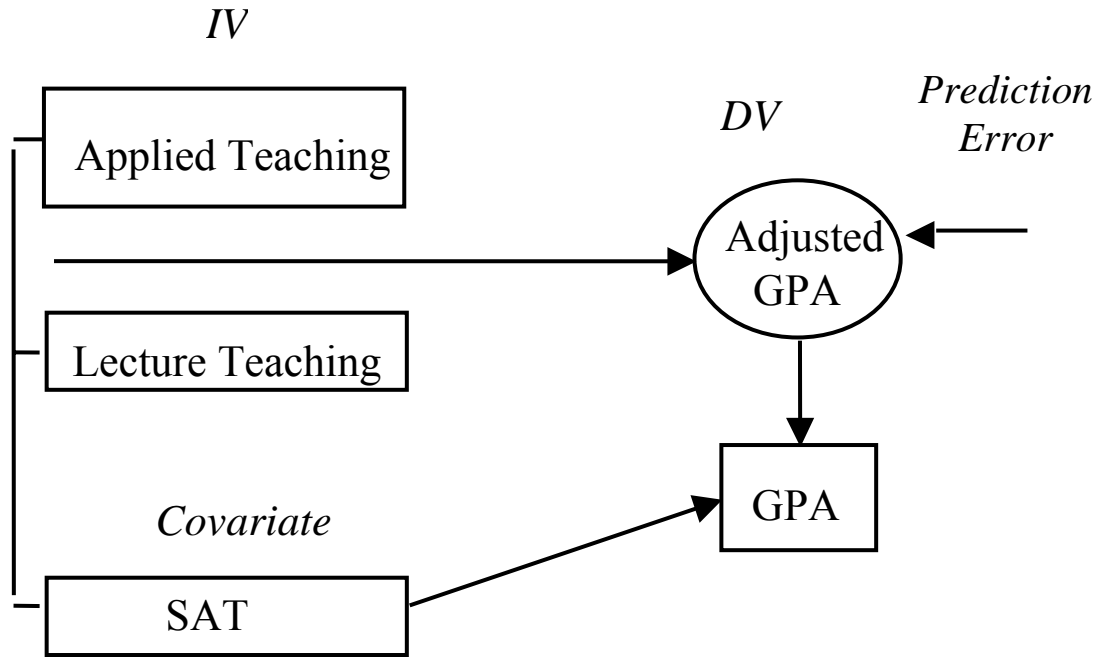 IV
Applied Teaching
DV
Prediction
Error
Adjusted
GPA
Lecture Teaching
Covariate
GPA
SAT